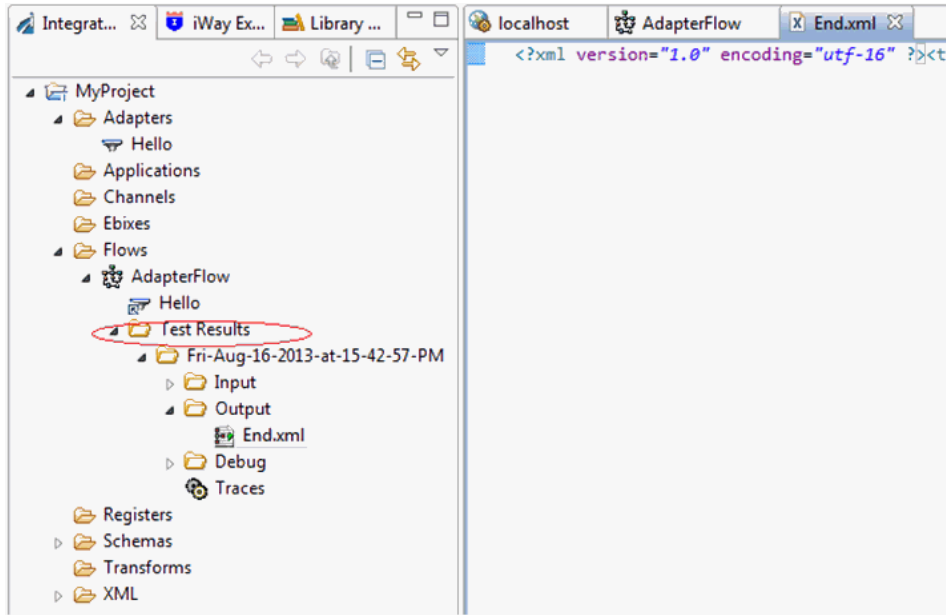 Integrat... iWay Ex... Library ...
localhost AdapterFlow End.xml
<?xml version="1.0" encoding="utf-16" ?><t
MyProject
Adapters
Hello
Applications
Channels
Ebixes
Flows
AdapterFlow
Hello
Test Results
Fri-Aug-16-2013-at-15-42-57-PM
Input
Output
End.xml
Debug
Traces
Registers
Schemas
Transforms
XML